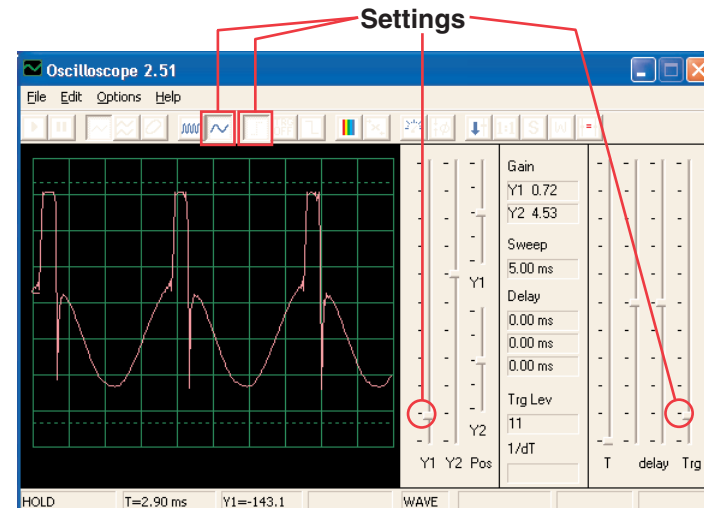 Settings
Oscilloscope 2.51
File Edit Options Help
Gain
Y1 0.72
Y2 4.53
Sweep
5.00 ms
Y1
Delay
0.00 ms
0.00 ms
0.00 ms
Trg Lev
11
Y2
1/dT
Y1 Y2 Pos
T delay Trg
HOLD T=2.90 ms Y1=-143.1 WAVE